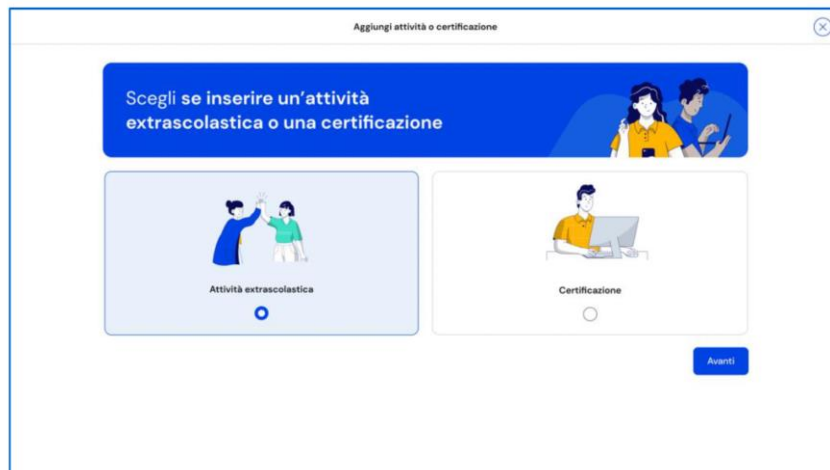 Aggiungi attività o certificazione
Scegli se inserire un'attività
extrascolastica o una certificazione
Attività extrascolastica
Certificazione
Avanti